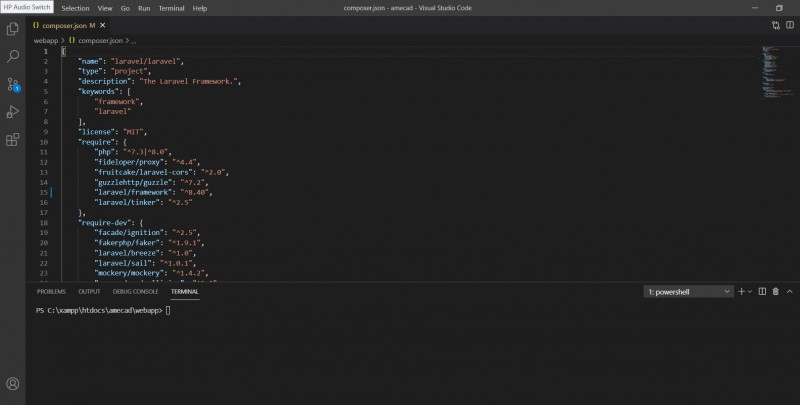 HP Audio Switch
View Go Run Terminal Help
composer.json - amecad - Visual Studio Code
{} composer.json M ×
webapp > {} composer.json > ...
1 {
2 "name": "laravel/laravel",
3 "type": "project",
4 "description": "The Laravel Framework.",
5 "keywords": [
6 "framework",
7 "laravel"
8 ],
9 "license": "MIT",
10 "require": {
11 "php": "^7.3|^8.0",
12 "fideloper/proxy": "^4.4",
13 "fruitcake/laravel-cors": "^2.0",
14 "guzzlehttp/guzzle": "^7.2",
15 "laravel/framework": "^8.40",
16 "laravel/tinker": "^2.5"
17 },
18 "require-dev": {
19 "facade/ignition": "^2.5",
20 "fakerphp/faker": "^1.9.1",
21 "laravel/breeze": "^1.0",
22 "laravel/sail": "^1.0.1",
23 "mockery/mockery": "^1.4.2",
PROBLEMS OUTPUT DEBUG CONSOLE TERMINAL
1: powershell
PS C:\xampp\htdocs\amecad\webapp>
1